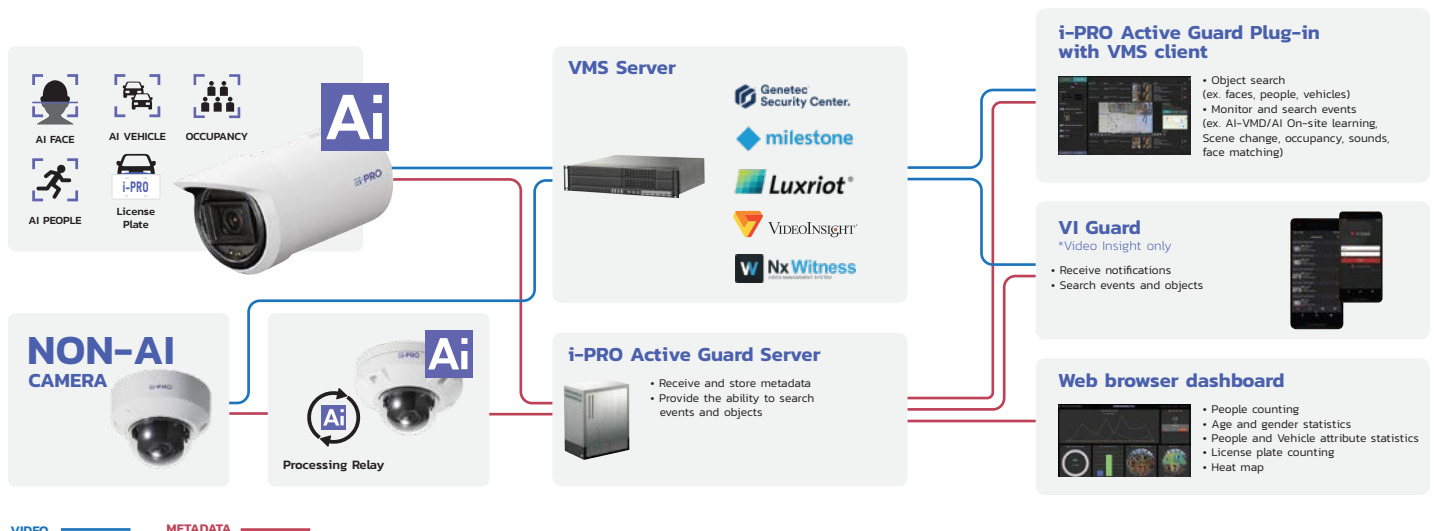 AI FACE
AI VEHICLE
OCCUPANCY
AI PEOPLE
i-PRO
License
Plate
Ai
i-PRO
NON-AI
CAMERA
i-PRO
i-PRO
Ai
Ai
Processing Relay
VMS Server
Genetec
Security Center.
milestone
Luxriot®
VIDEOINSIGHT
W Nx Witness
VIDEO MANAGEMENT SYSTEM
i-PRO Active Guard Server
• Receive and store metadata
• Provide the ability to search
events and objects
i-PRO Active Guard Plug-in
with VMS client
• Object search
(ex. faces, people, vehicles)
• Monitor and search events
(ex. AI-VMD/AI On-site learning,
Scene change, occupancy, sounds,
face matching)
VI Guard
*Video Insight only
• Receive notifications
• Search events and objects
Web browser dashboard
• People counting
• Age and gender statistics
• People and Vehicle attribute statistics
• License plate counting
• Heat map
VIDEO
METADATA